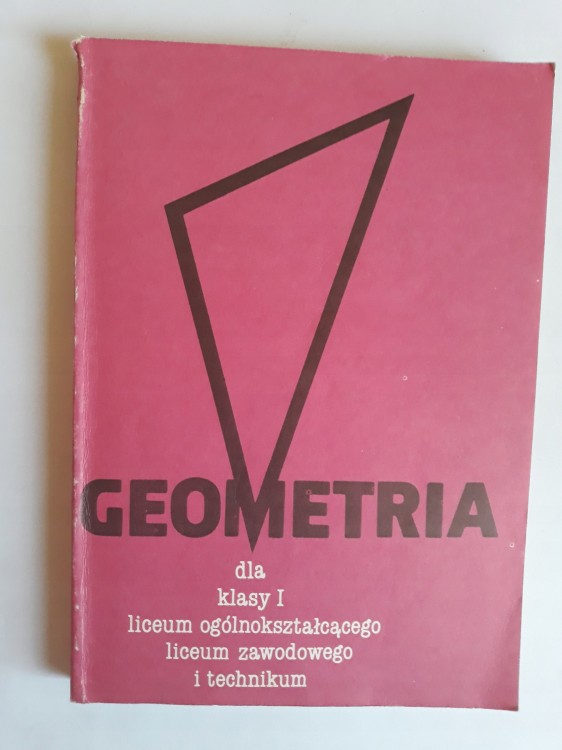 GEOMETRIA
dla
klasy I
liceum ogólnokształcącego
liceum zawodowego
i technikum